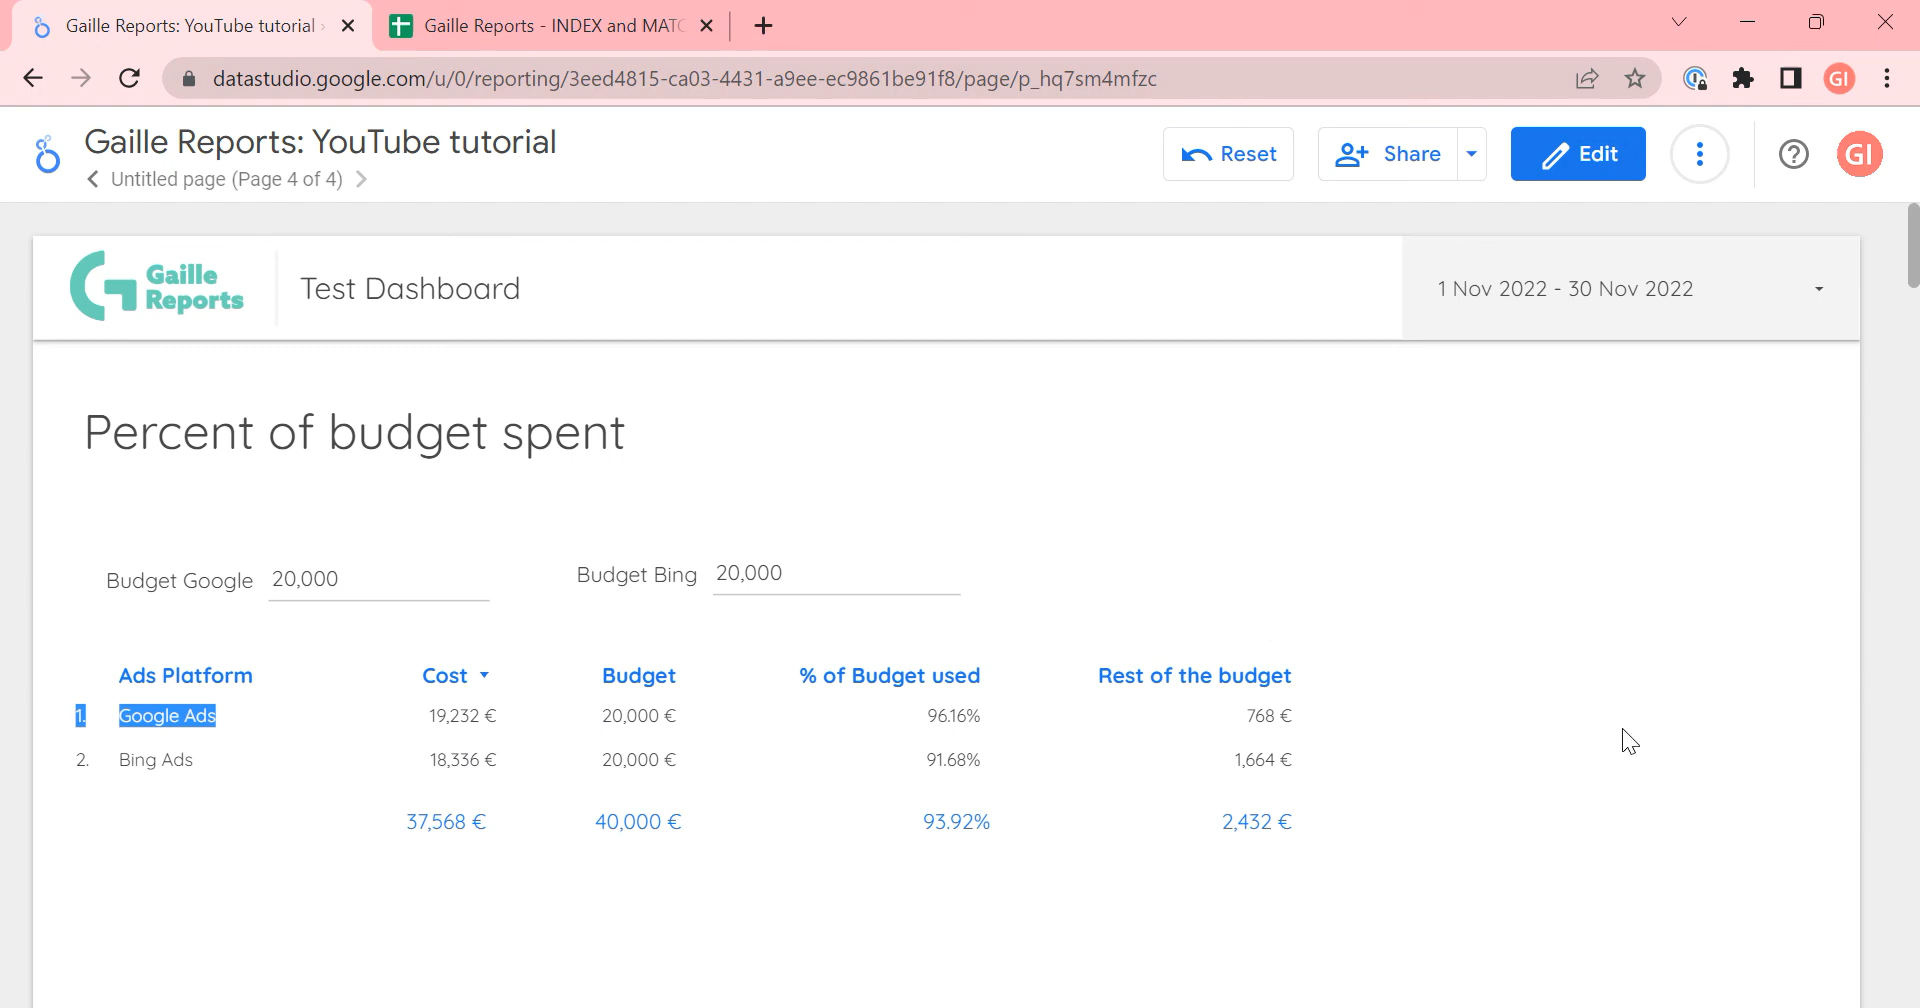 Gaille Reports: YouTube tutorial
Gaille Reports - INDEX and MATC
datastudio.google.com/u/0/reporting/3eed4815-ca03-4431-a9ee-ec9861be91f8/page/p_hq7sm4mfzc
GI
Gaille Reports: YouTube tutorial
Untitled page (Page 4 of 4)
Reset
Share
Edit
GI
Gaille
Reports
Test Dashboard
1 Nov 2022 - 30 Nov 2022
Percent of budget spent
Budget Google 20,000
Budget Bing 20,000
Ads Platform Cost Budget % of Budget used Rest of the budget
1. Google Ads 19,232 € 20,000 € 96.16% 768 €
2. Bing Ads 18,336 € 20,000 € 91.68% 1,664 €
37,568 € 40,000 € 93.92% 2,432 €